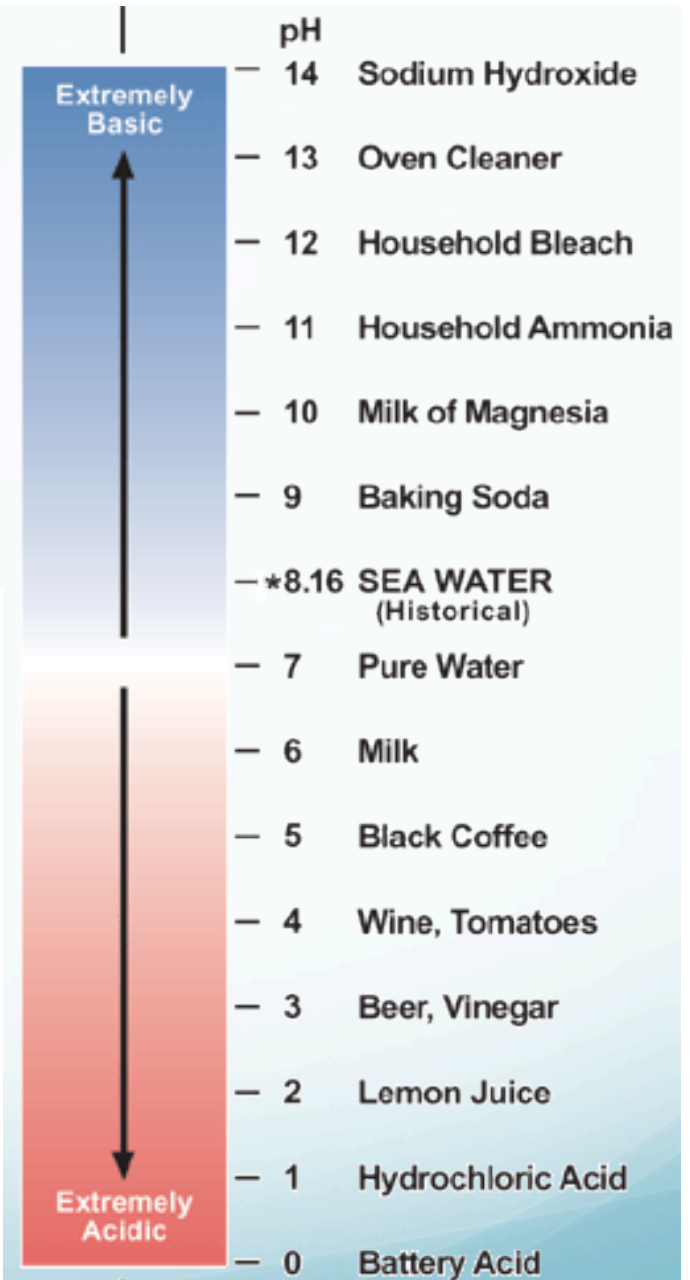 pH
Extremely
Basic
14 Sodium Hydroxide
13 Oven Cleaner
12 Household Bleach
11 Household Ammonia
10 Milk of Magnesia
9 Baking Soda
*8.16 SEA WATER
(Historical)
7 Pure Water
6 Milk
5 Black Coffee
4 Wine, Tomatoes
3 Beer, Vinegar
2 Lemon Juice
1 Hydrochloric Acid
Extremely
Acidic
0 Battery Acid